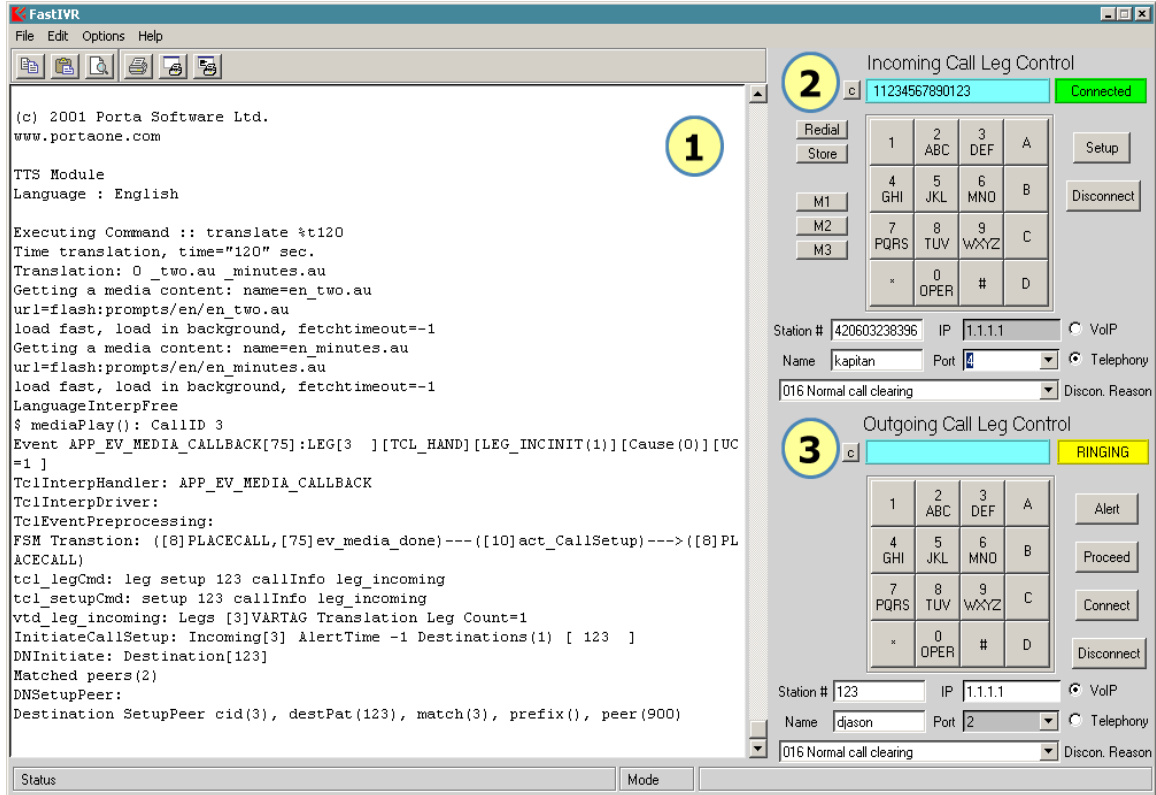 FastIVR
File Edit Options Help
(c) 2001 Porta Software Ltd.
www.portaone.com
TTS Module
Language : English
Executing Command :: translate %t120
Time translation, time="120" sec.
Translation: 0 _two.au _minutes.au
Getting a media content: name=en_two.au
url=flash:prompts/en/en_two.au
load fast, load in background, fetchtimeout=-1
Getting a media content: name=en_minutes.au
url=flash:prompts/en/en_minutes.au
load fast, load in background, fetchtimeout=-1
LanguageInterpFree
$ mediaPlay(): CallID 3
Event APP_EV_MEDIA_CALLBACK[75]:LEG[3 ][TCL_HAND][LEG_INCINIT(1)][Cause(0)][UC
=1 ]
TclInterpHandler: APP_EV_MEDIA_CALLBACK
TclInterpDriver:
TclEventPreprocessing:
FSM Transtion: ([8]PLACECALL,[75]ev_media_done)---([10]act_CallSetup)--->([8]PL
ACECALL)
tcl_legCmd: leg setup 123 callInfo leg_incoming
tcl_setupCmd: setup 123 callInfo leg_incoming
vtd_leg_incoming: Legs [3]VARTAG Translation Leg Count=1
InitiateCallSetup: Incoming[3] AlertTime -1 Destinations(1) [ 123 ]
DNInitiate: Destination[123]
Matched peers(2)
DNSetupPeer:
Destination SetupPeer cid(3), destPat(123), match(3), prefix(), peer(900)
1
2
Incoming Call Leg Control
c 11234567890123 Connected
Redial
Store
M1
M2
M3
1 2 3 A
ABC DEF
4 5 6 B
GHI JKL MNO
7 8 9 C
PQRS TUV WXYZ
* 0 # D
OPER
Setup
Disconnect
Station # 420603238396 IP 1.1.1.1 VoIP
Name kapitan Port 4 Telephony
016 Normal call clearing Discon. Reason
3
Outgoing Call Leg Control
c RINGING
1 2 3 A
ABC DEF
4 5 6 B
GHI JKL MNO
7 8 9 C
PQRS TUV WXYZ
* 0 # D
OPER
Alert
Proceed
Connect
Disconnect
Station # 123 IP 1.1.1.1 VoIP
Name djason Port 2 Telephony
016 Normal call clearing Discon. Reason
Status Mode